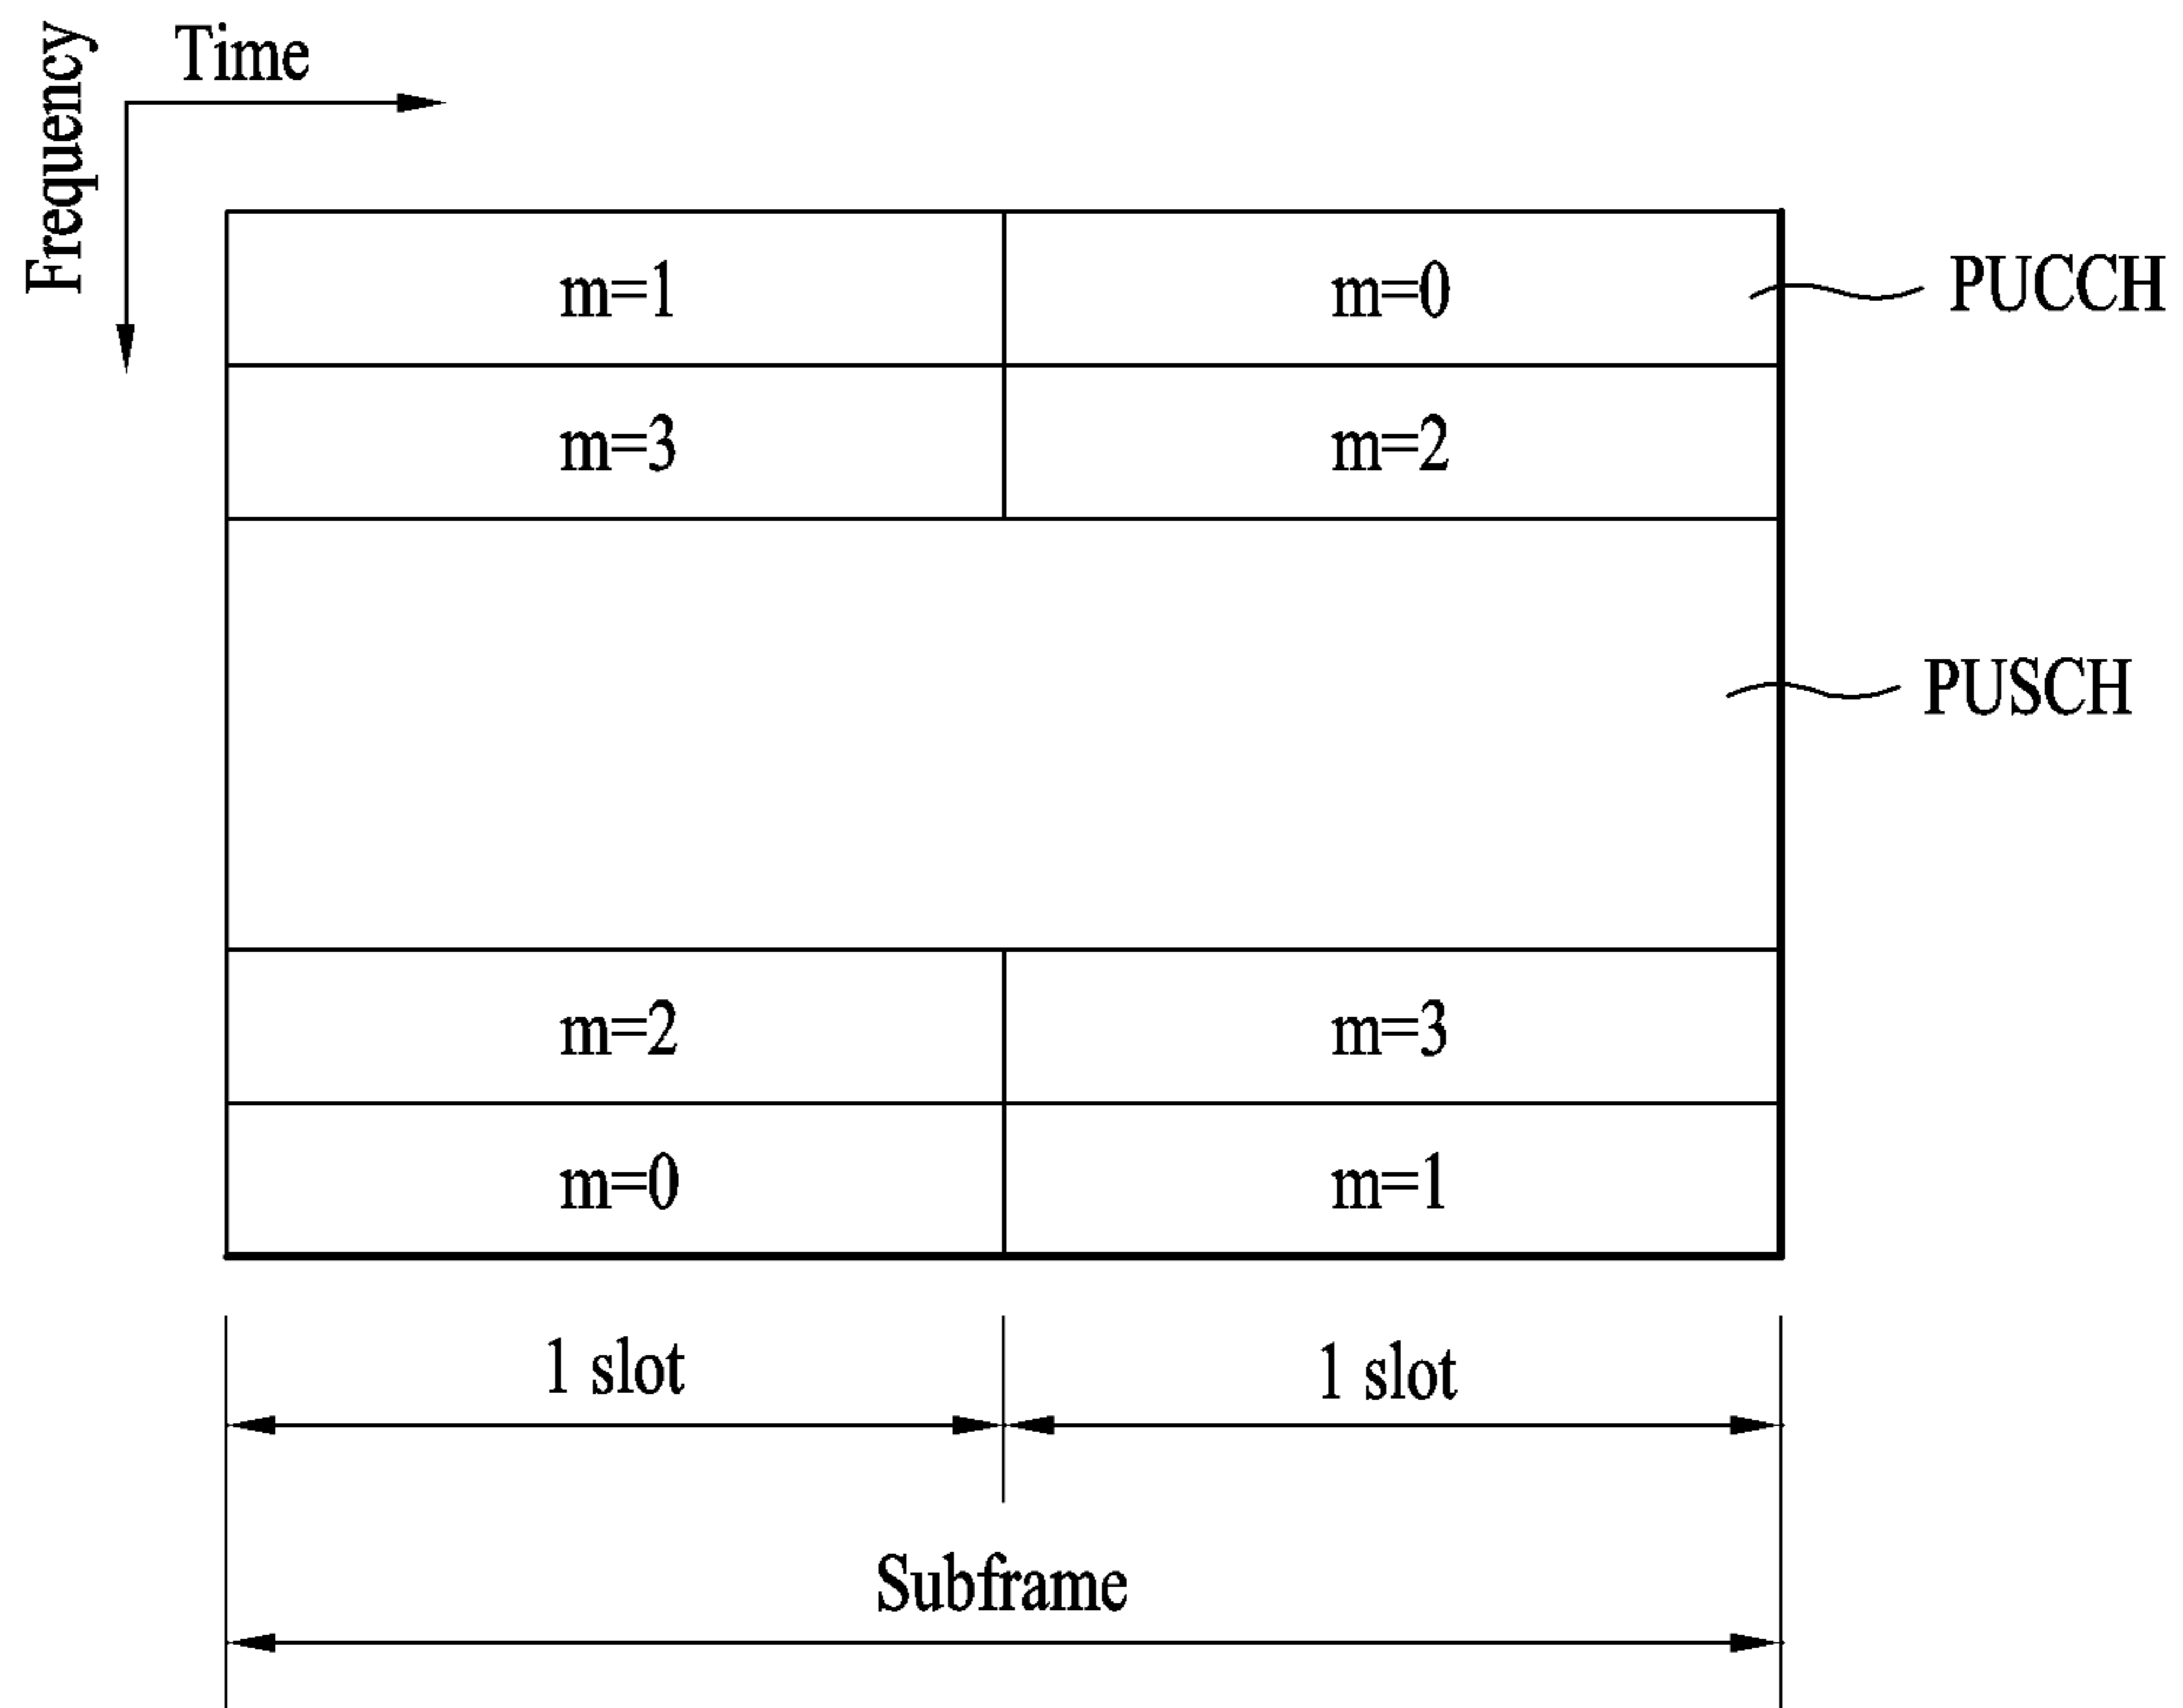 Time
Frequency
m=1
m=0
PUCCH
m=3
m=2
PUSCH
m=2
m=3
m=0
m=1
1 slot
1 slot
Subframe